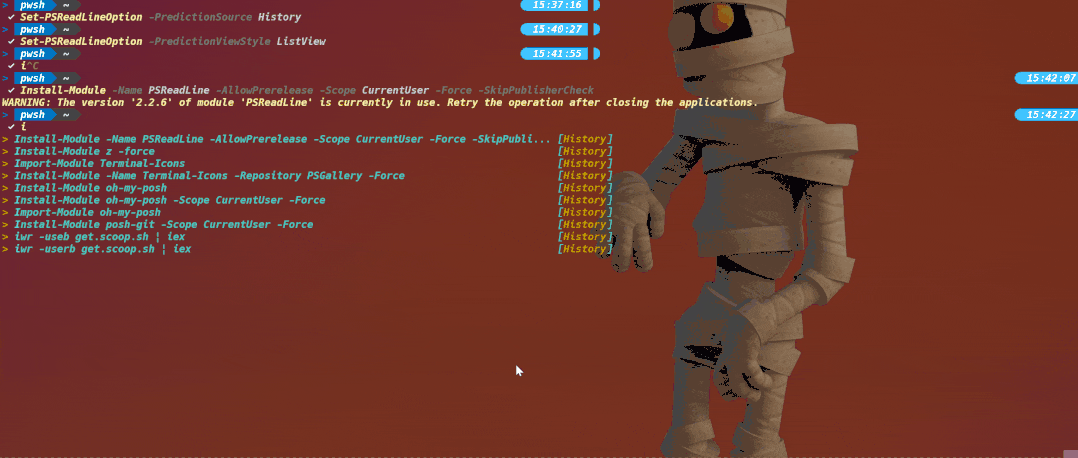 > pwsh ~ 15:37:16
✓ Set-PSReadLineOption -PredictionSource History
> pwsh ~ 15:40:27
✓ Set-PSReadLineOption -PredictionViewStyle ListView
> pwsh ~ 15:41:55
✓ i^C
> pwsh ~ 15:42:07
✓ Install-Module -Name PSReadLine -AllowPrerelease -Scope CurrentUser -Force -SkipPublisherCheck
WARNING: The version '2.2.6' of module 'PSReadLine' is currently in use. Retry the operation after closing the applications.
> pwsh ~ 15:42:27
✓ i
> Install-Module -Name PSReadLine -AllowPrerelease -Scope CurrentUser -Force -SkipPubli... [History]
> Install-Module z -force [History]
> Import-Module Terminal-Icons [History]
> Install-Module -Name Terminal-Icons -Repository PSGallery -Force [History]
> Install-Module oh-my-posh [History]
> Install-Module oh-my-posh -Scope CurrentUser -Force [History]
> Import-Module oh-my-posh [History]
> Install-Module posh-git -Scope CurrentUser -Force [History]
> iwr -useb get.scoop.sh | iex [History]
> iwr -userb get.scoop.sh | iex [History]